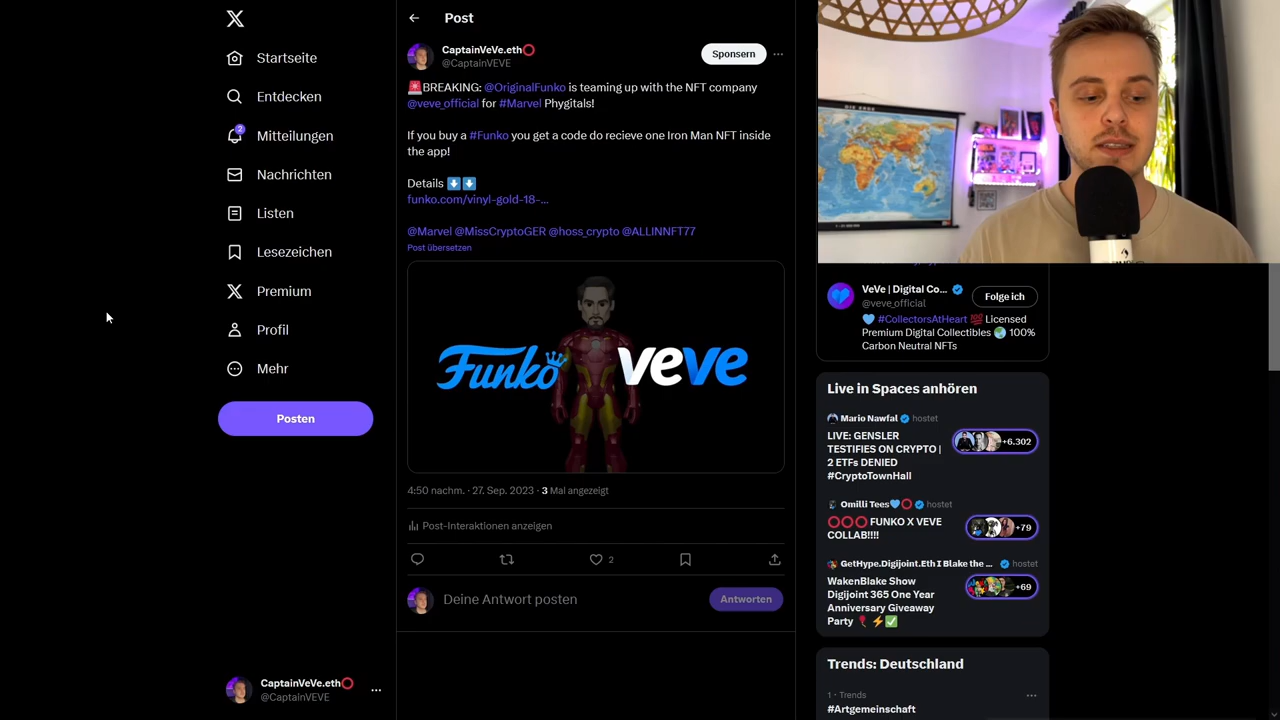 Post
CaptainVeVe.eth⭕
@CaptainVEVE
Sponsern
🚨BREAKING: @OriginalFunko is teaming up with the NFT company
@veve_official for #Marvel Phygitals!
If you buy a #Funko you get a code do recieve one Iron Man NFT inside
the app!
Details ⬇️⬇️
funko.com/vinyl-gold-18-...
@Marvel @MissCryptoGER @hoss_crypto @ALLINNFT77
Post übersetzen
Funko
veve
4:50 nachm. · 27. Sep. 2023 · 3 Mal angezeigt
Post-Interaktionen anzeigen
2
Deine Antwort posten
Antworten
Startseite
Entdecken
2
Mitteilungen
Nachrichten
Listen
Lesezeichen
Premium
Profil
Mehr
Posten
CaptainVeVe.eth⭕
@CaptainVEVE
VeVe | Digital Co...
@veve_official
Folge ich
🩵 #CollectorsAtHeart 💯 Licensed
Premium Digital Collectibles 🌏 100%
Carbon Neutral NFTs
Live in Spaces anhören
Mario Nawfal hostet
LIVE: GENSLER
TESTIFIES ON CRYPTO |
2 ETFs DENIED
#CryptoTownHall
+6.302
Omilli Tees🩵⭕ hostet
⭕⭕⭕ FUNKO X VEVE
COLLAB!!!!
+79
GetHype.Digijoint.Eth I Blake the ... hostet
WakenBlake Show
Digijoint 365 One Year
Anniversary Giveaway
Party 🌹⚡✅
+69
Trends: Deutschland
1 · Trends
#Artgemeinschaft